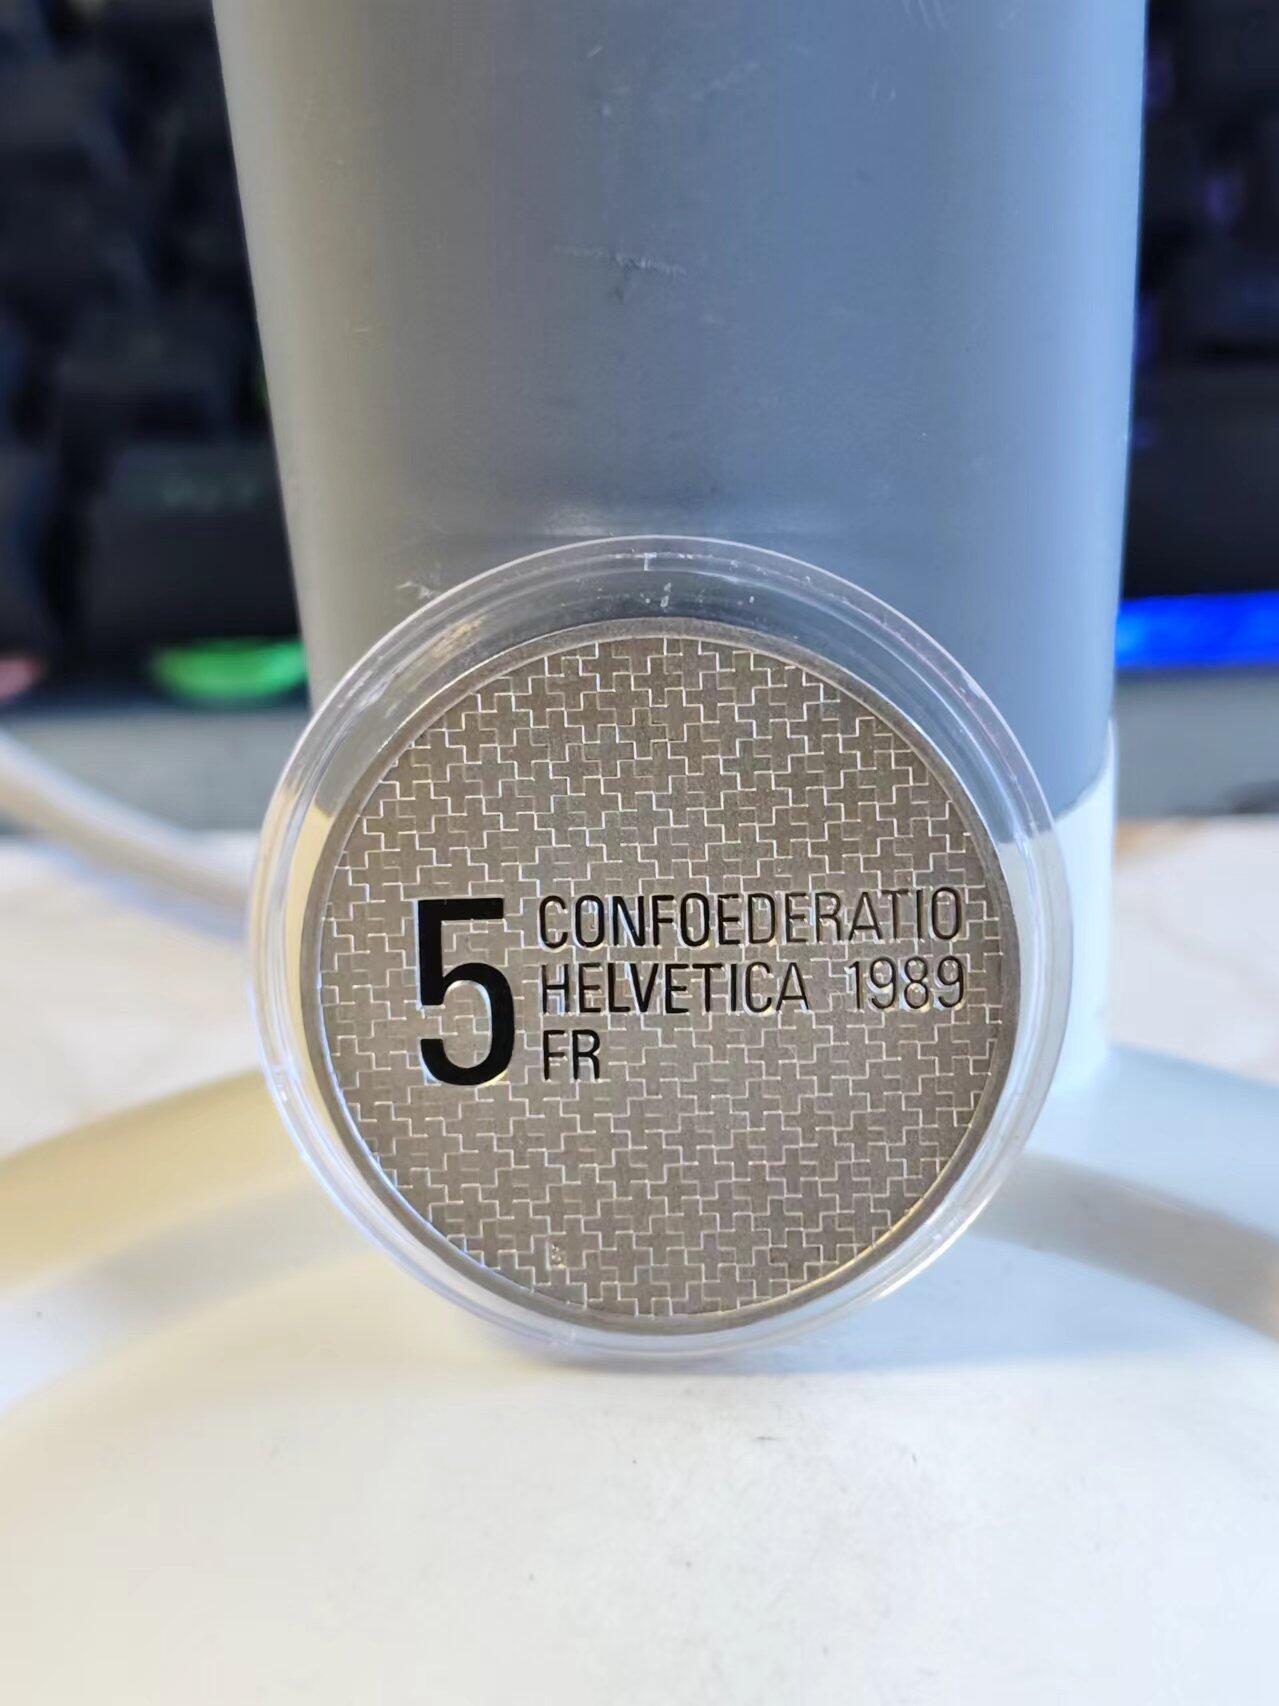 5 CONFOEDERATIO
HELVETICA 1989
FR